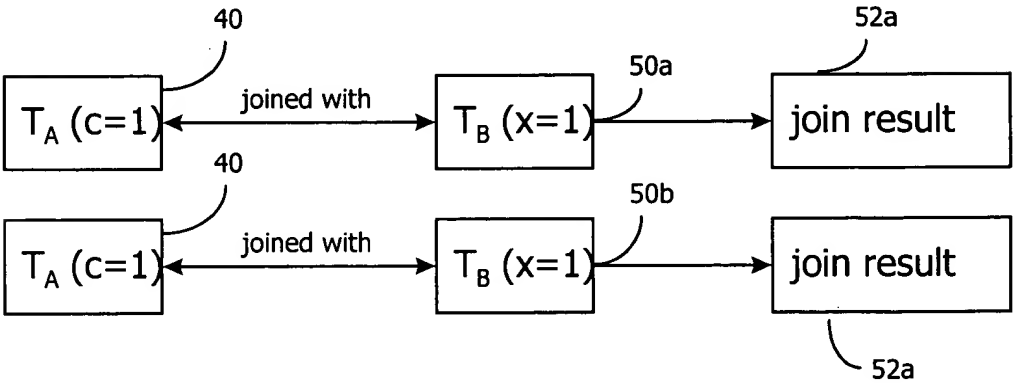 40 52a
50a
T_A (c=1) joined with T_B (x=1) join result
40
50b
T_A (c=1) joined with T_B (x=1) join result
52a